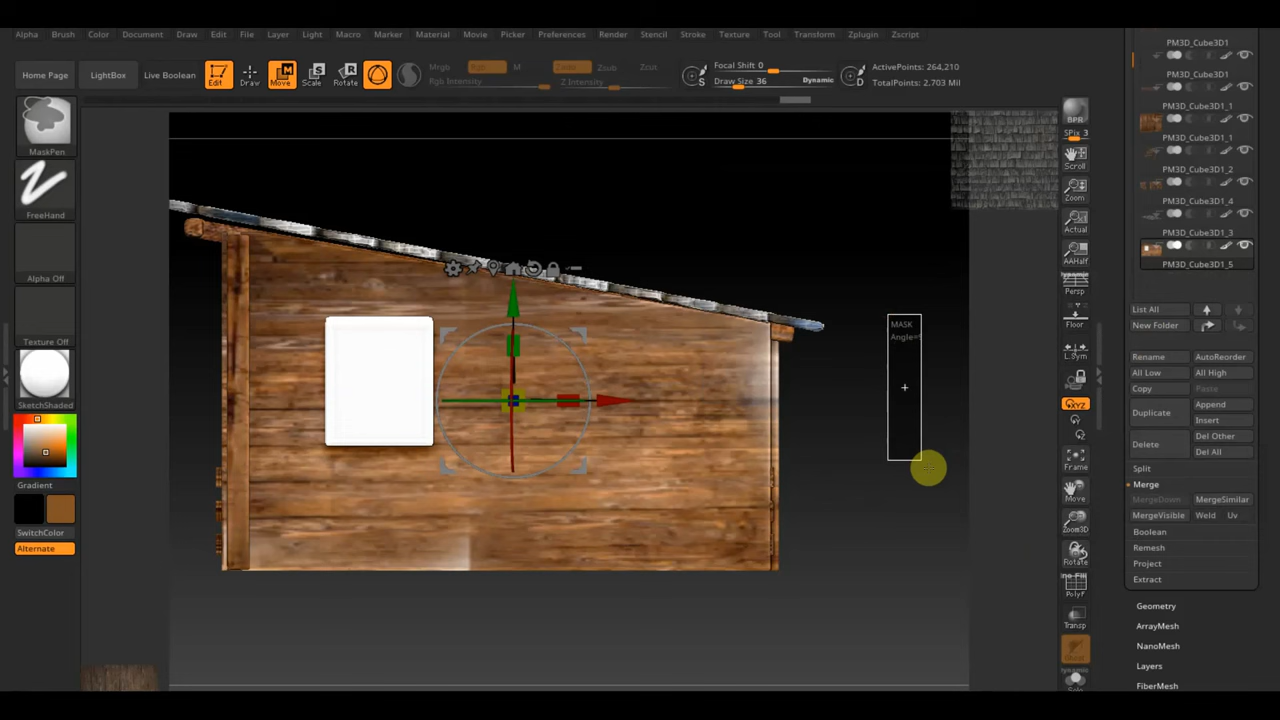 Alpha Brush Color Document Draw Edit File Layer Light Macro Marker Material Movie Picker Preferences Render Stencil Stroke Texture Tool Transform Zplugin Zscript
Home Page
LightBox
Live Boolean
Edit
Draw
Move
Scale
Rotate
Mrgb Rgb M
Rgb Intensity
Zadd Zsub Zcut
Z Intensity
S
Focal Shift 0
Draw Size 36
Dynamic
D
ActivePoints: 264,210
TotalPoints: 2.703 mil
MaskPen
FreeHand
Alpha Off
Texture Off
SketchShaded
Gradient
SwitchColor
Alternate
MASK
BPR
SPix 3
Scroll
Zoom
Actual
AAHalf
Dynamic
Persp
Floor
L.Sym
XYZ
Y
Z
Frame
Move
Zoom3D
Rotate
PolyF
Transp
Ghost
Dynamic
Solo
PM3D_Cube3D1
PM3D_Cube3D1
PM3D_Cube3D1_1
PM3D_Cube3D1_1
PM3D_Cube3D1_2
PM3D_Cube3D1_4
PM3D_Cube3D1_3
PM3D_Cube3D1_5
List All
New Folder
Rename AutoReorder
All Low All High
Copy Paste
Duplicate
Append
Insert
Delete
Del Other
Del All
Split
Merge
MergeDown MergeSimilar
MergeVisible Weld Uv
Boolean
Remesh
Project
Extract
Geometry
ArrayMesh
NanoMesh
Layers
FiberMesh